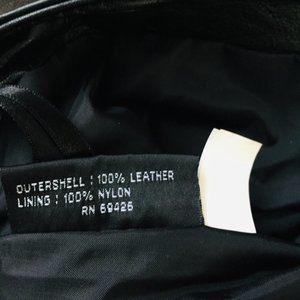 OUTERSHELL : 100% LEATHER
LINING : 100% NYLON
RN 69426